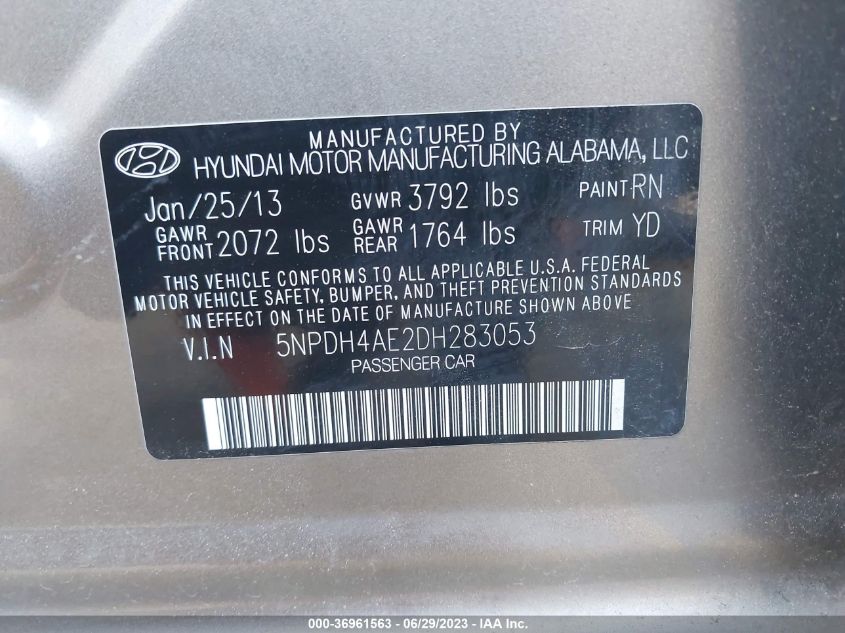 MANUFACTURED BY
HYUNDAI MOTOR MANUFACTURING ALABAMA, LLC
Jan/25/13 GVWR 3792 lbs PAINT RN
GAWR FRONT 2072 lbs GAWR REAR 1764 lbs TRIM YD
THIS VEHICLE CONFORMS TO ALL APPLICABLE U.S.A. FEDERAL
MOTOR VEHICLE SAFETY, BUMPER, AND THEFT PREVENTION STANDARDS
IN EFFECT ON THE DATE OF MANUFACTURE SHOWN ABOVE
V.I.N 5NPDH4AE2DH283053
PASSENGER CAR
000-36961563 - 06/29/2023 - IAA Inc.